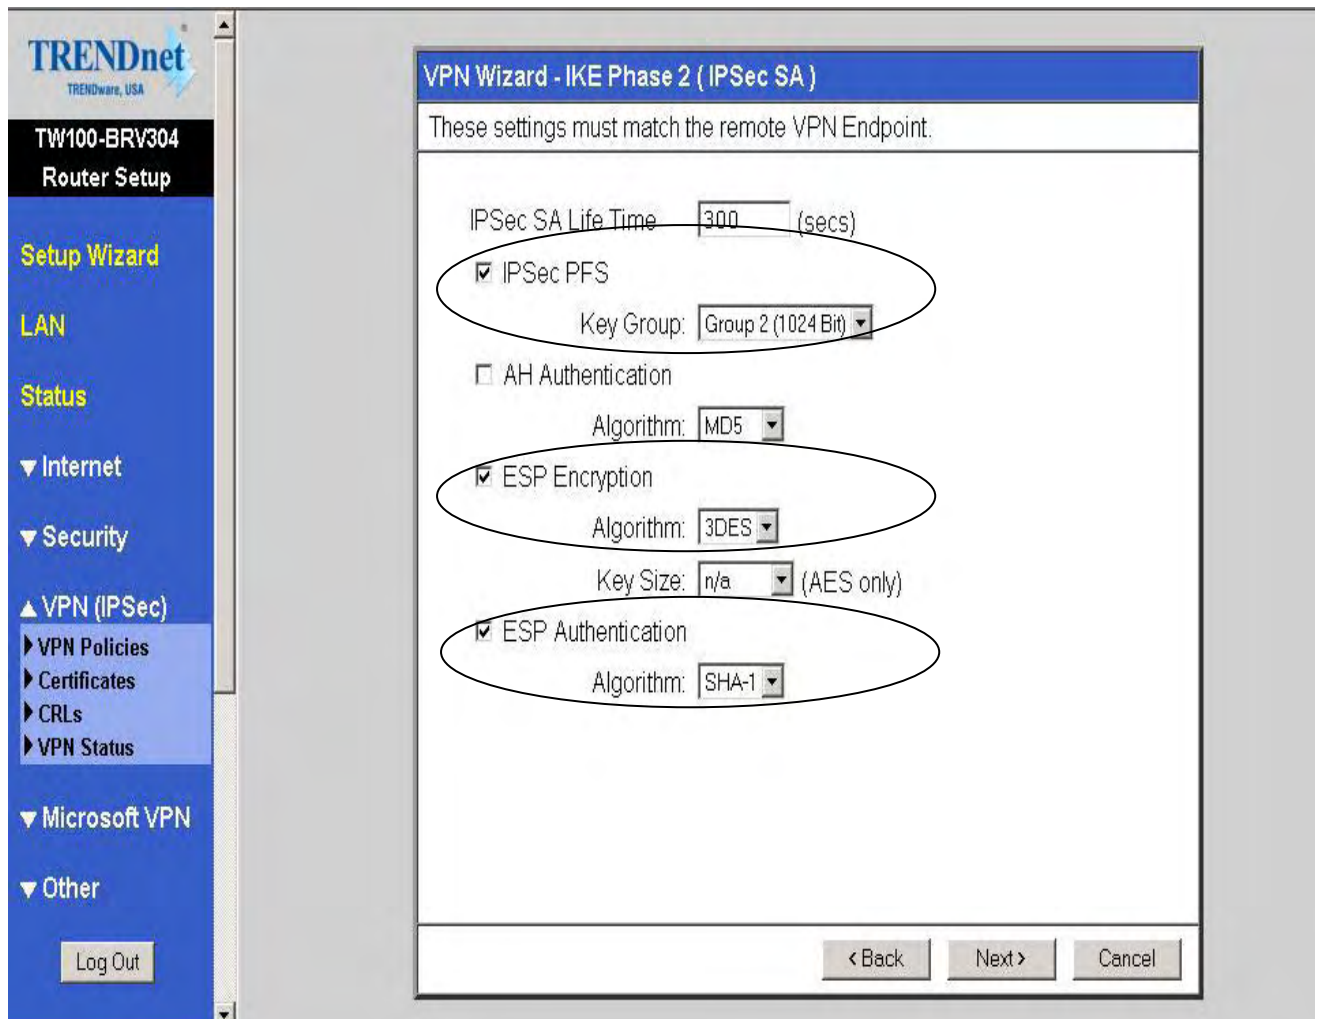 TRENDnet
TRENDware, USA
TW100-BRV304
Router Setup
Setup Wizard
LAN
Status
Internet
Security
VPN (IPSec)
VPN Policies
Certificates
CRLs
VPN Status
Microsoft VPN
Other
Log Out
VPN Wizard - IKE Phase 2 ( IPSec SA )
These settings must match the remote VPN Endpoint.
IPSec SA Life Time 300 (secs)
IPSec PFS
Key Group: Group 2 (1024 Bit)
AH Authentication
Algorithm: MD5
ESP Encryption
Algorithm: 3DES
Key Size: n/a (AES only)
ESP Authentication
Algorithm: SHA-1
< Back Next > Cancel